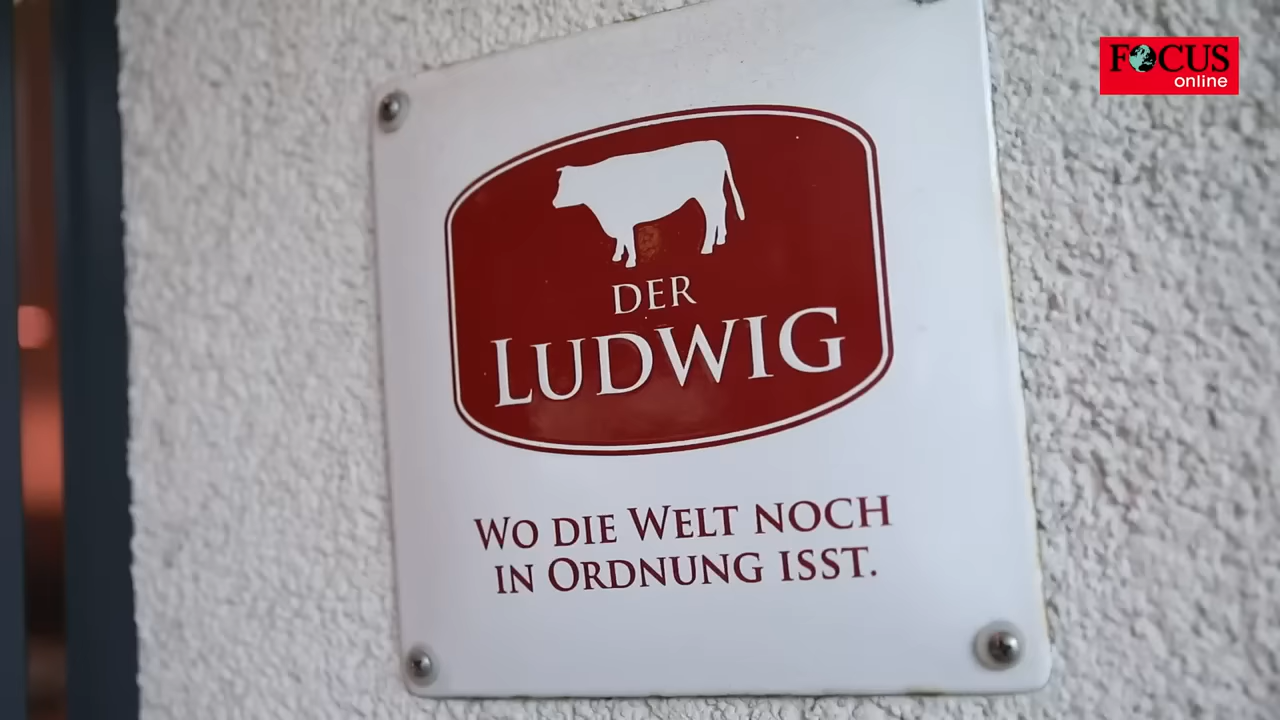 FOCUS
online
DER
LUDWIG
WO DIE WELT NOCH
IN ORDNUNG ISST.